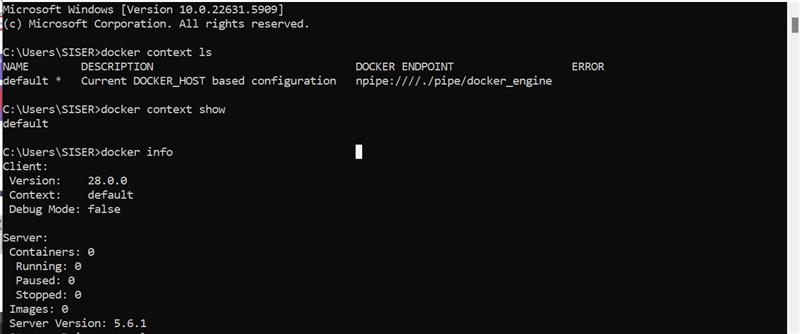 Microsoft Windows [Version 10.0.22631.5909]
(c) Microsoft Corporation. All rights reserved.
C:\Users\SISER>docker context ls
NAME DESCRIPTION DOCKER ENDPOINT ERROR
default * Current DOCKER_HOST based configuration npipe:////./pipe/docker_engine
C:\Users\SISER>docker context show
default
C:\Users\SISER>docker info
Client:
Version: 28.0.0
Context: default
Debug Mode: false
Server:
Containers: 0
Running: 0
Paused: 0
Stopped: 0
Images: 0
Server Version: 5.6.1